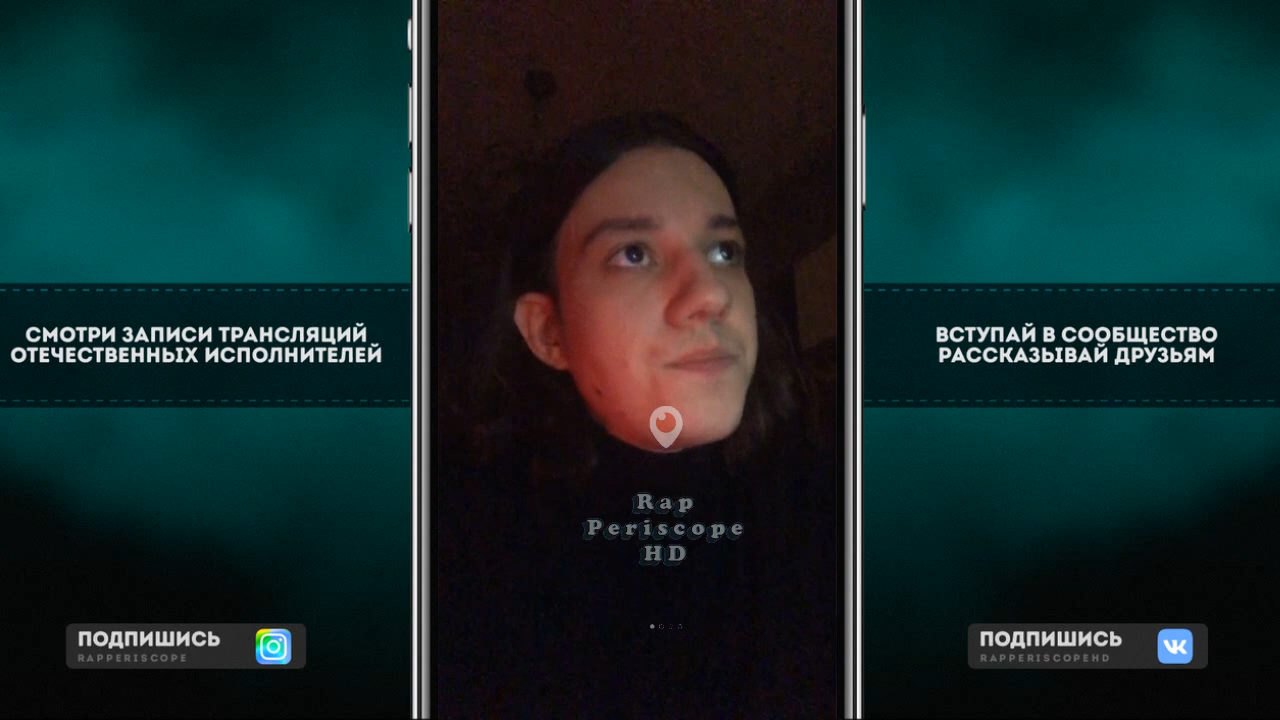 СМОТРИ ЗАПИСИ ТРАНСЛЯЦИЙ
ОТЕЧЕСТВЕННЫХ ИСПОЛНИТЕЛЕЙ
ВСТУПАЙ В СООБЩЕСТВО
РАССКАЗЫВАЙ ДРУЗЬЯМ
Rap
Periscope
HD
ПОДПИШИСЬ
RAPPERISCOPE
ПОДПИШИСЬ
RAPPERISCOPEHD